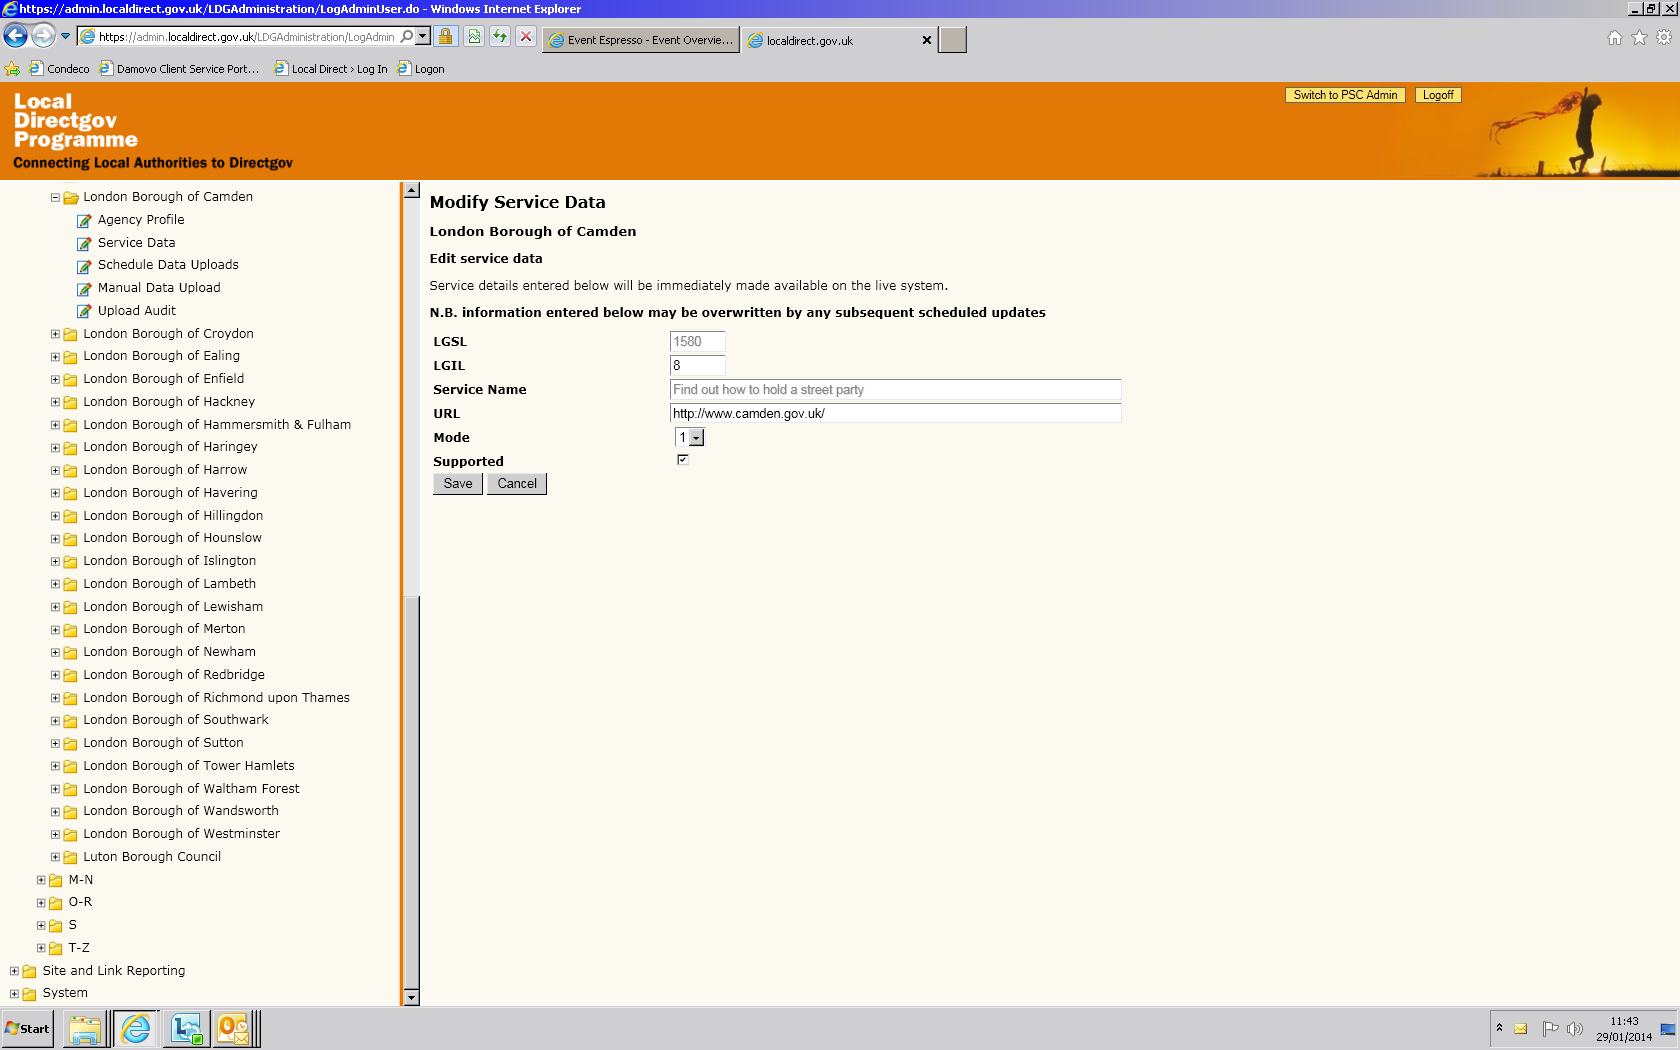 https://admin.localdirect.gov.uk/LDGAdministration/LogAdminUser.do - Windows Internet Explorer
https://admin.localdirect.gov.uk/LDGAdministration/LogAdmin
Event Espresso - Event Overvie...
localdirect.gov.uk
Condeco
Damovo Client Service Port...
Local Direct > Log In
Logon
Local
Directgov
Programme
Connecting Local Authorities to Directgov
Switch to PSC Admin
Logoff
London Borough of Camden
Agency Profile
Service Data
Schedule Data Uploads
Manual Data Upload
Upload Audit
London Borough of Croydon
London Borough of Ealing
London Borough of Enfield
London Borough of Hackney
London Borough of Hammersmith & Fulham
London Borough of Haringey
London Borough of Harrow
London Borough of Havering
London Borough of Hillingdon
London Borough of Hounslow
London Borough of Islington
London Borough of Lambeth
London Borough of Lewisham
London Borough of Merton
London Borough of Newham
London Borough of Redbridge
London Borough of Richmond upon Thames
London Borough of Southwark
London Borough of Sutton
London Borough of Tower Hamlets
London Borough of Waltham Forest
London Borough of Wandsworth
London Borough of Westminster
Luton Borough Council
M-N
O-R
S
T-Z
Site and Link Reporting
System
Modify Service Data
London Borough of Camden
Edit service data
Service details entered below will be immediately made available on the live system.
N.B. information entered below may be overwritten by any subsequent scheduled updates
LGSL 1580
LGIL 8
Service Name Find out how to hold a street party
URL http://www.camden.gov.uk/
Mode 1
Supported
Save Cancel
Start
11:43
29/01/2014